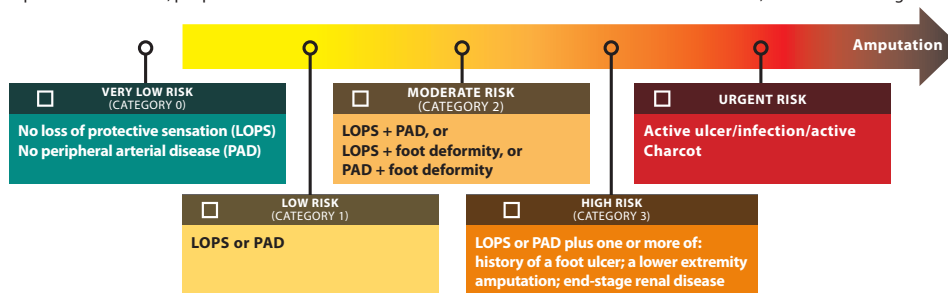 Amputation
VERY LOW RISK
(CATEGORY 0)
No loss of protective sensation (LOPS)
No peripheral arterial disease (PAD)
LOW RISK
(CATEGORY 1)
LOPS or PAD
MODERATE RISK
(CATEGORY 2)
LOPS + PAD, or
LOPS + foot deformity, or
PAD + foot deformity
HIGH RISK
(CATEGORY 3)
LOPS or PAD plus one or more of:
history of a foot ulcer; a lower extremity
amputation; end-stage renal disease
URGENT RISK
Active ulcer/infection/active
Charcot